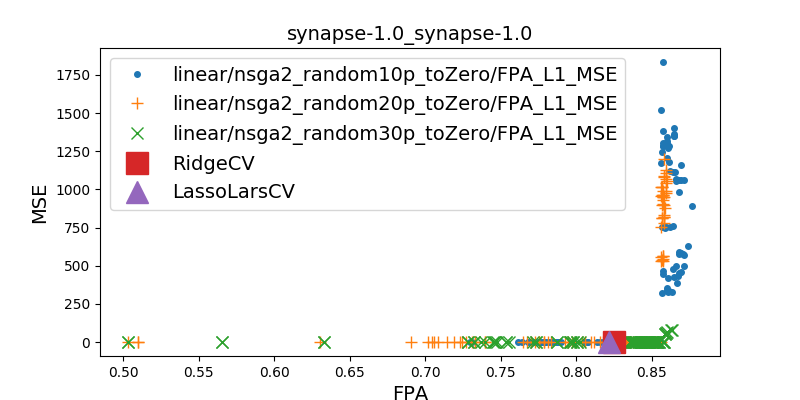 synapse-1.0_synapse-1.0
MSE
1750
1500
1250
1000
750
500
250
0
linear/nsga2_random10p_toZero/FPA_L1_MSE
linear/nsga2_random20p_toZero/FPA_L1_MSE
linear/nsga2_random30p_toZero/FPA_L1_MSE
RidgeCV
LassoLarsCV
0.50 0.55 0.60 0.65 0.70 0.75 0.80 0.85
FPA